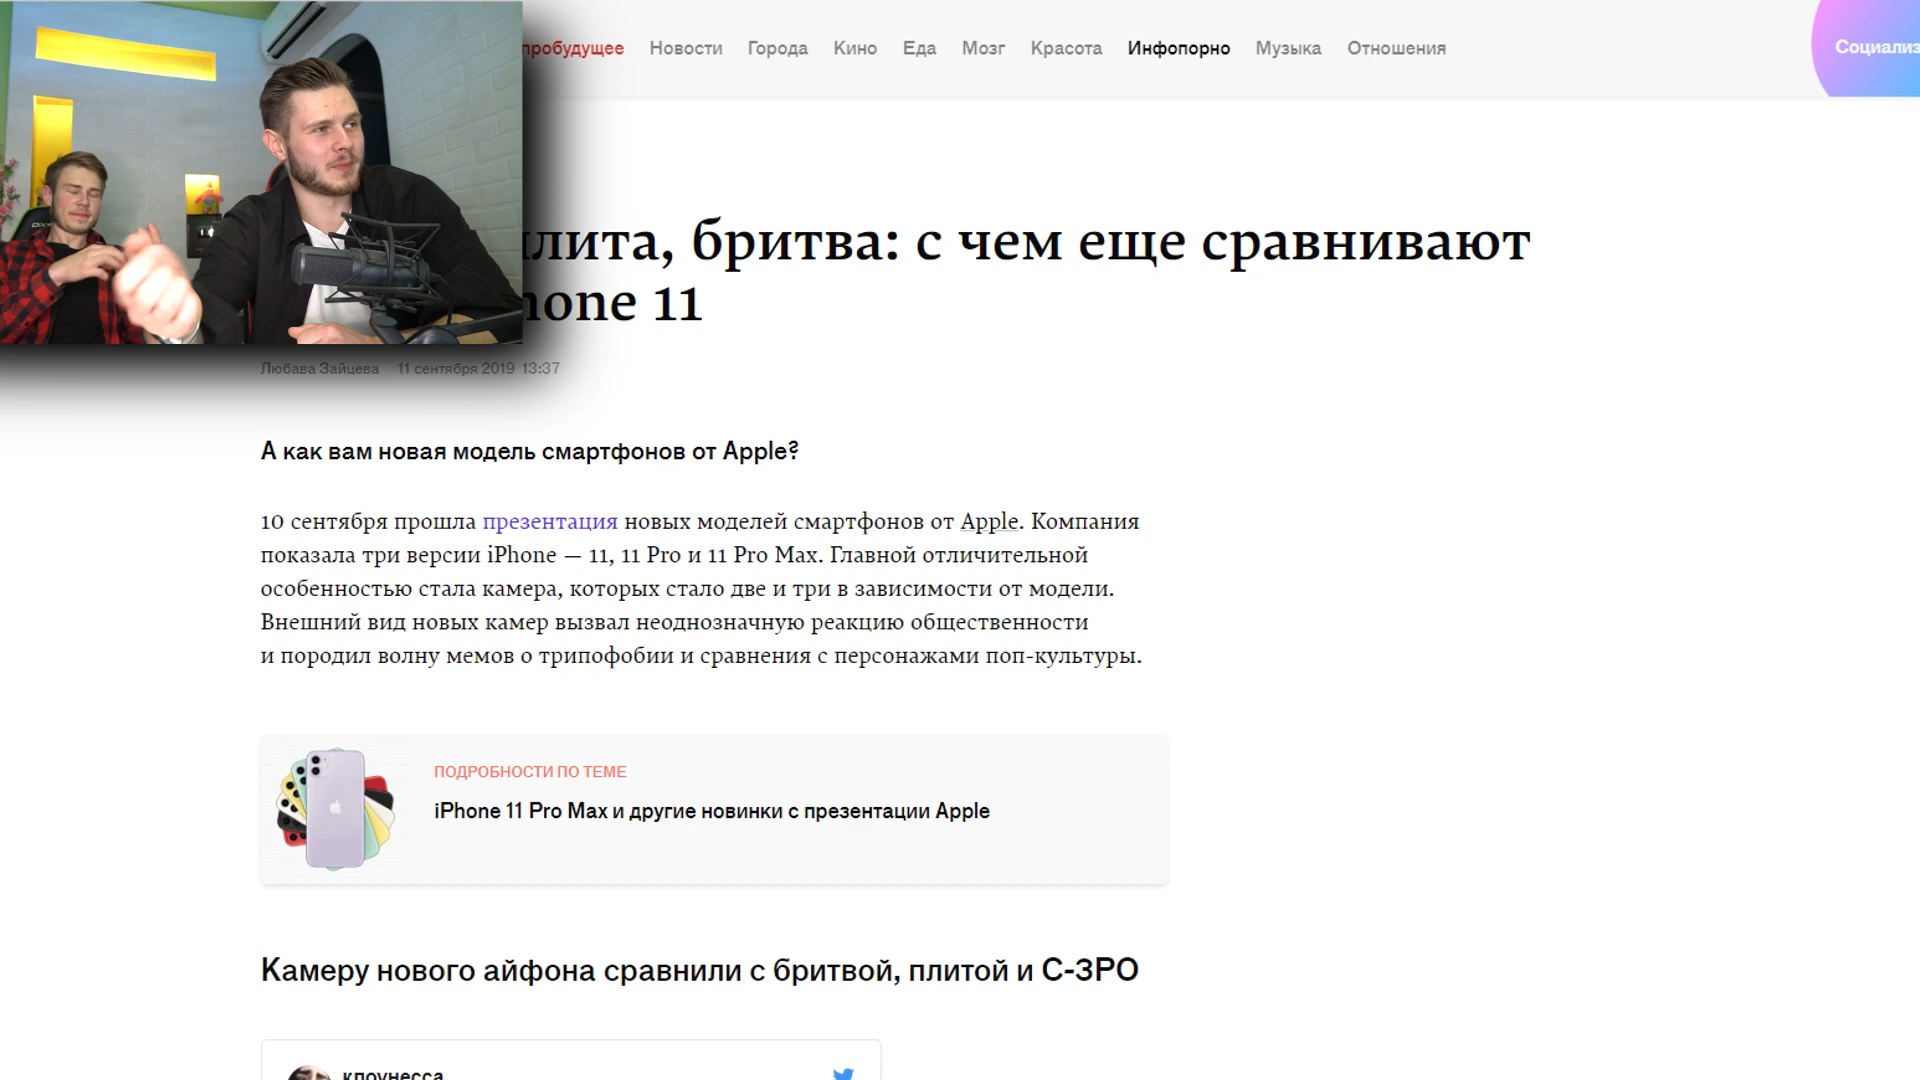 пробудущее Новости Города Кино Еда Мозг Красота Инфопорно Музыка Отношения
бритва: с чем еще сравнивают
11
Любава Зайцева 11 сентября 2019 13:37
А как вам новая модель смартфонов от Apple?
10 сентября прошла презентация новых моделей смартфонов от Apple. Компания
показала три версии iPhone — 11, 11 Pro и 11 Pro Max. Главной отличительной
особенностью стала камера, которых стало две и три в зависимости от модели.
Внешний вид новых камер вызвал неоднозначную реакцию общественности
и породил волну мемов о трипофобии и сравнения с персонажами поп-культуры.
ПОДРОБНОСТИ ПО ТЕМЕ
iPhone 11 Pro Max и другие новинки с презентации Apple
Камеру нового айфона сравнили с бритвой, плитой и C-3PO
клоунесса